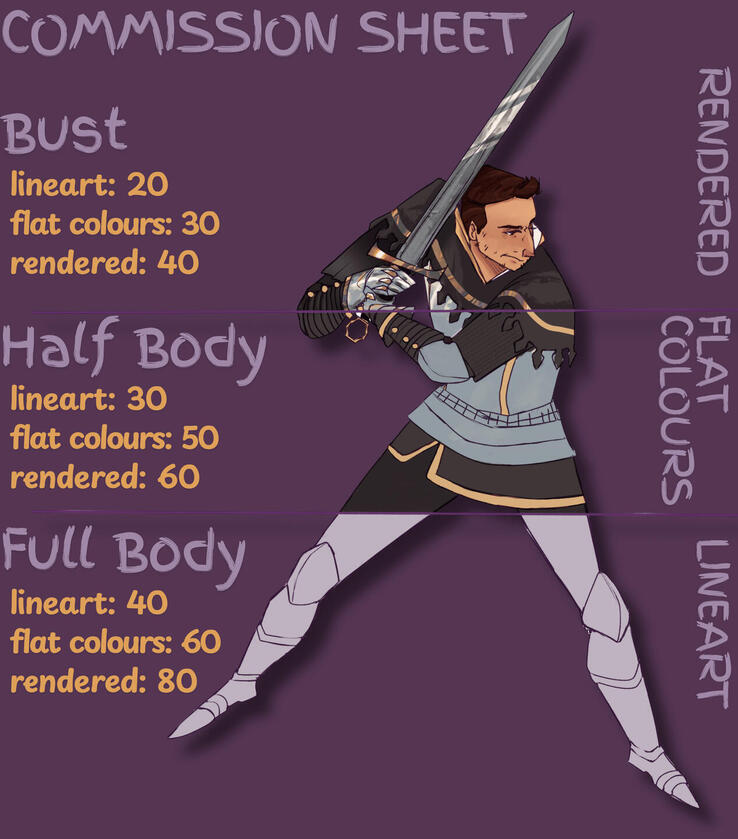 COMMISSION SHEET
Bust
lineart: 20
flat colours: 30
rendered: 40
RENDERED
Half Body
lineart: 30
flat colours: 50
rendered: 60
FLAT
COLOURS
Full Body
lineart: 40
flat colours: 60
rendered: 80
LINEART